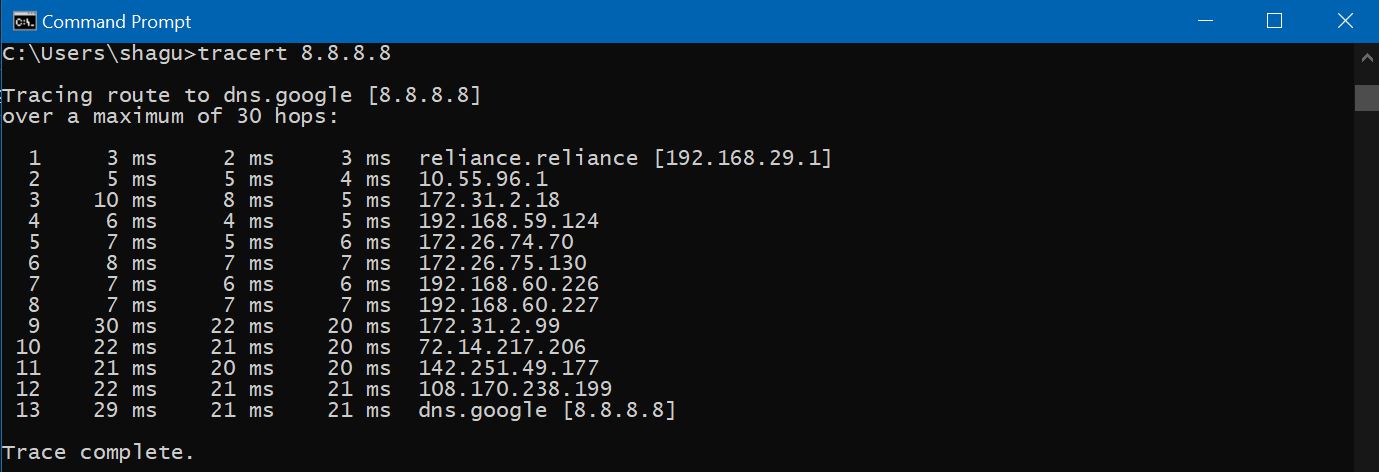 Command Prompt
C:\Users\shagu>tracert 8.8.8.8
Tracing route to dns.google [8.8.8.8]
over a maximum of 30 hops:
1 3 ms 2 ms 3 ms reliance.reliance [192.168.29.1]
2 5 ms 5 ms 4 ms 10.55.96.1
3 10 ms 8 ms 5 ms 172.31.2.18
4 6 ms 4 ms 5 ms 192.168.59.124
5 7 ms 5 ms 6 ms 172.26.74.70
6 8 ms 7 ms 7 ms 172.26.75.130
7 7 ms 6 ms 6 ms 192.168.60.226
8 7 ms 7 ms 7 ms 192.168.60.227
9 30 ms 22 ms 20 ms 172.31.2.99
10 22 ms 21 ms 20 ms 72.14.217.206
11 21 ms 20 ms 20 ms 142.251.49.177
12 22 ms 21 ms 21 ms 108.170.238.199
13 29 ms 21 ms 21 ms dns.google [8.8.8.8]
Trace complete.